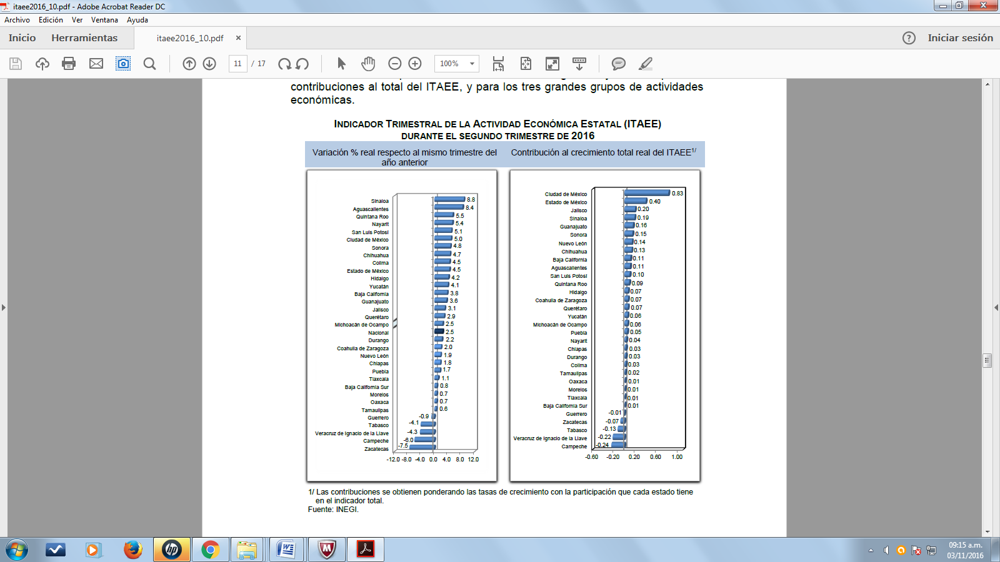 itaee2016_10.pdf - Adobe Acrobat Reader DC
Archivo Edición Ver Ventana Ayuda
Inicio Herramientas itaee2016_10.pdf × ? Iniciar sesión
11 / 17 100%
contribuciones al total del ITAEE, y para los tres grandes grupos de actividades
económicas.
INDICADOR TRIMESTRAL DE LA ACTIVIDAD ECONÓMICA ESTATAL (ITAEE)
DURANTE EL SEGUNDO TRIMESTRE DE 2016
Variación % real respecto al mismo trimestre del
año anterior
Contribución al crecimiento total real del ITAEE1/
Sinaloa 8.8
Aguascalientes 8.4
Quintana Roo 5.5
Nayarit 5.4
San Luis Potosí 5.1
Ciudad de México 5.0
Sonora 4.8
Chihuahua 4.7
Colima 4.5
Estado de México 4.5
Hidalgo 4.2
Yucatán 4.1
Baja California 3.8
Guanajuato 3.6
Jalisco 3.1
Querétaro 2.9
Michoacán de Ocampo 2.5
Nacional 2.5
Durango 2.2
Coahuila de Zaragoza 2.0
Nuevo León 1.9
Chiapas 1.8
Puebla 1.7
Tlaxcala 1.1
Baja California Sur 0.8
Morelos 0.7
Oaxaca 0.7
Tamaulipas 0.6
Guerrero -0.9
Tabasco -4.1
Veracruz de Ignacio de la Llave -4.3
Campeche -6.0
Zacatecas -7.5
-12.0 -8.0 -4.0 0.0 4.0 8.0 12.0
Ciudad de México 0.83
Estado de México 0.40
Jalisco 0.20
Sinaloa 0.19
Guanajuato 0.16
Sonora 0.15
Nuevo León 0.14
Chihuahua 0.13
Baja California 0.11
Aguascalientes 0.11
San Luis Potosí 0.10
Quintana Roo 0.09
Hidalgo 0.07
Coahuila de Zaragoza 0.07
Querétaro 0.07
Yucatán 0.06
Michoacán de Ocampo 0.06
Puebla 0.05
Nayarit 0.04
Chiapas 0.03
Durango 0.03
Colima 0.03
Tamaulipas 0.02
Oaxaca 0.01
Morelos 0.01
Tlaxcala 0.01
Baja California Sur 0.01
Guerrero -0.01
Zacatecas -0.07
Tabasco -0.13
Veracruz de Ignacio de la Llave -0.22
Campeche -0.24
-0.60 -0.20 0.20 0.60 1.00
1/ Las contribuciones se obtienen ponderando las tasas de crecimiento con la participación que cada estado tiene
en el indicador total.
Fuente: INEGI.
09:15 a.m.
03/11/2016